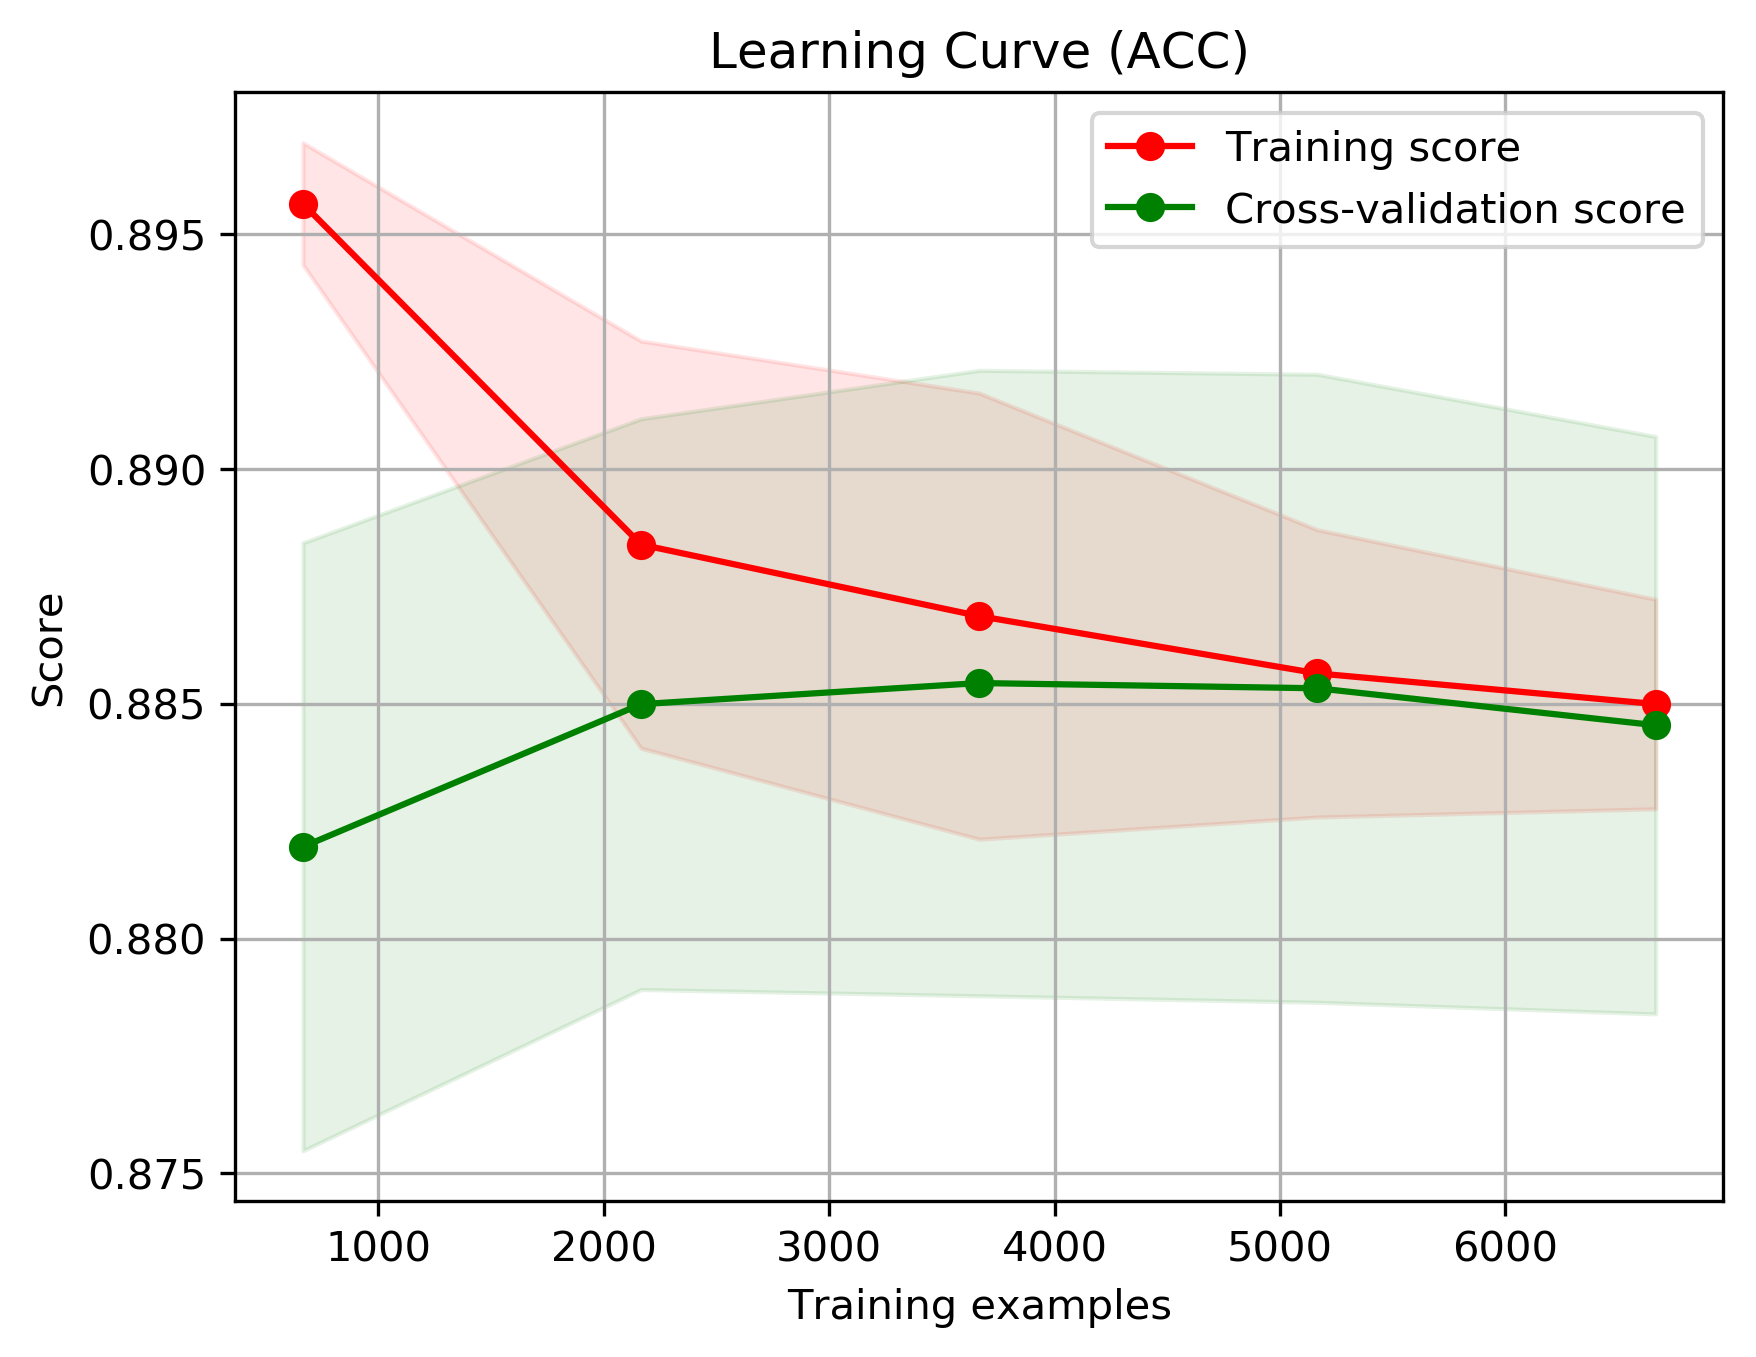 Learning Curve (ACC)
Training score
Cross-validation score
0.895
0.890
0.885
0.880
0.875
Score
1000 2000 3000 4000 5000 6000
Training examples